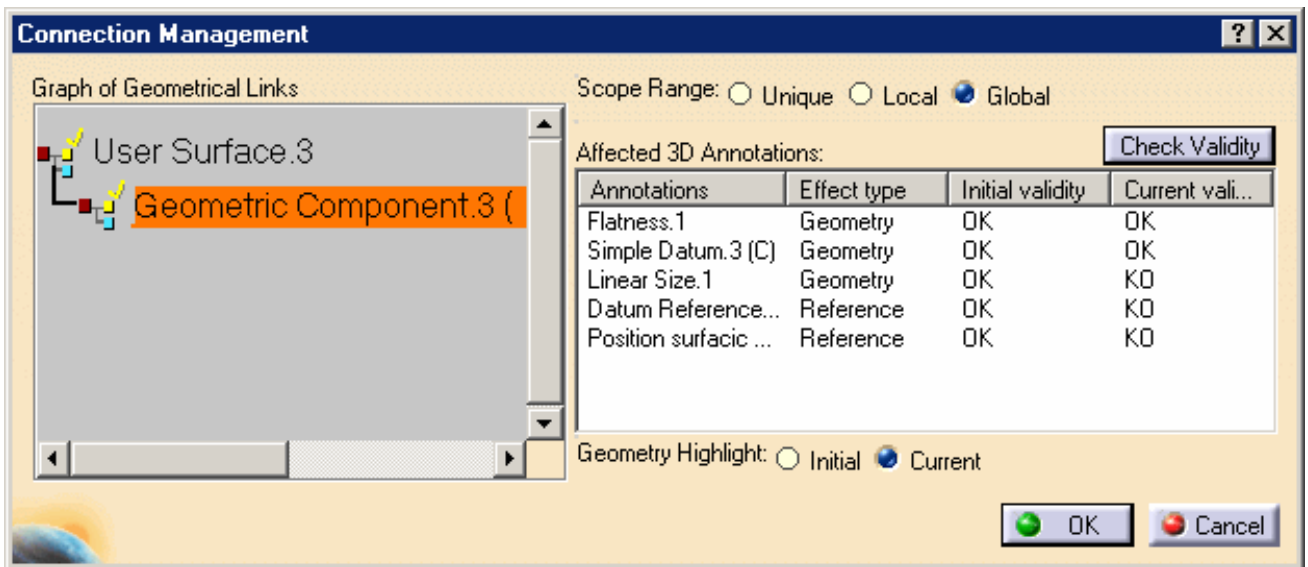 Connection Management
Graph of Geometrical Links
User Surface.3
Geometric Component.3 (
Scope Range: Unique Local Global
Check Validity
Affected 3D Annotations:
Annotations Effect type Initial validity Current vali...
Flatness.1 Geometry OK OK
Simple Datum.3 (C) Geometry OK OK
Linear Size.1 Geometry OK KO
Datum Reference... Reference OK KO
Position surfacic ... Reference OK KO
Geometry Highlight: Initial Current
OK Cancel